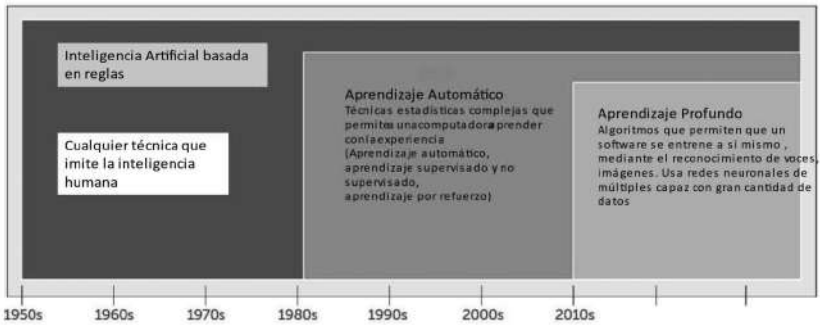 Inteligencia Artificial basada
en reglas
Cualquier técnica que
imite la inteligencia
humana
Aprendizaje Automático
Técnicas estadísticas complejas que
permitea unacomputadoraaprender
conlaexperiencia
(Aprendizaje automático,
aprendizaje supervisado y no
supervisado,
aprendizaje por refuerzo)
Aprendizaje Profundo
Algoritmos que permiten que un
software se entrene a sí mismo ,
mediante el reconocimiento de voces,
imágenes. Usa redes neuronales de
múltiples capaz con gran cantidad de
datos
1950s 1960s 1970s 1980s 1990s 2000s 2010s